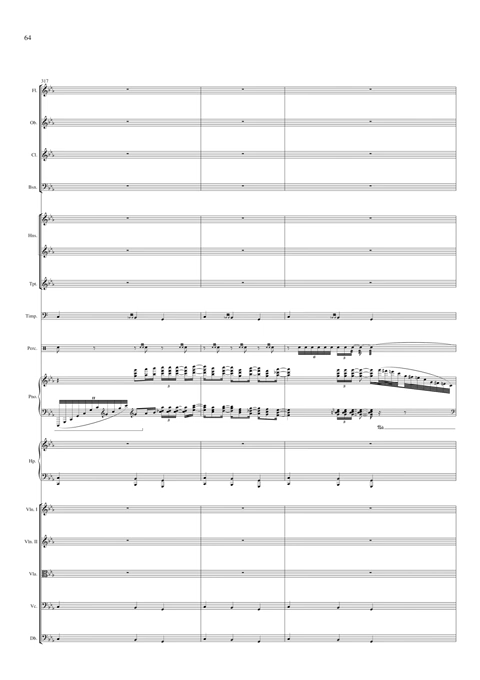 64
317
Fl.
Ob.
Cl.
Bsn.
Hns.
Tpt.
Timp.
Perc.
Pno.
Hp.
Vln. I
Vln. II
Vla.
Vc.
Db.